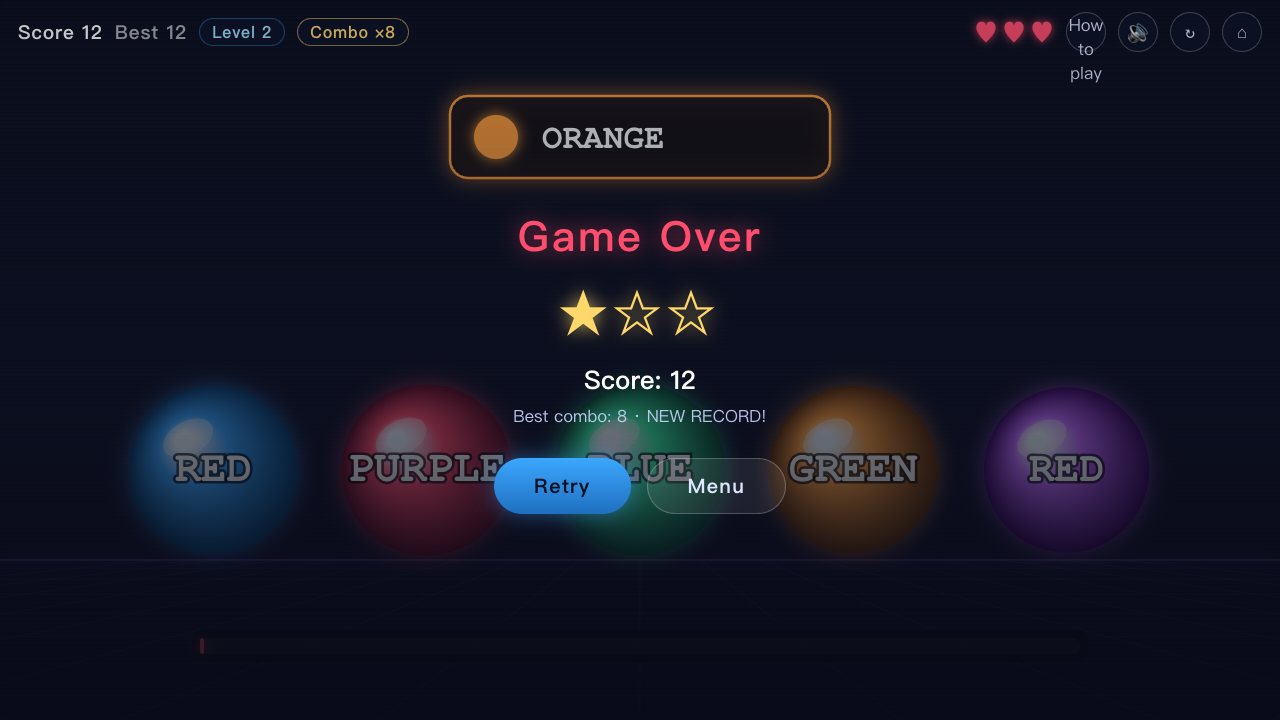 Score 12 Best 12 Level 2 Combo ×8
How
to
play
ORANGE
Game Over
Score: 12
Best combo: 8 · NEW RECORD!
RED PURPLE BLUE GREEN RED
Retry Menu